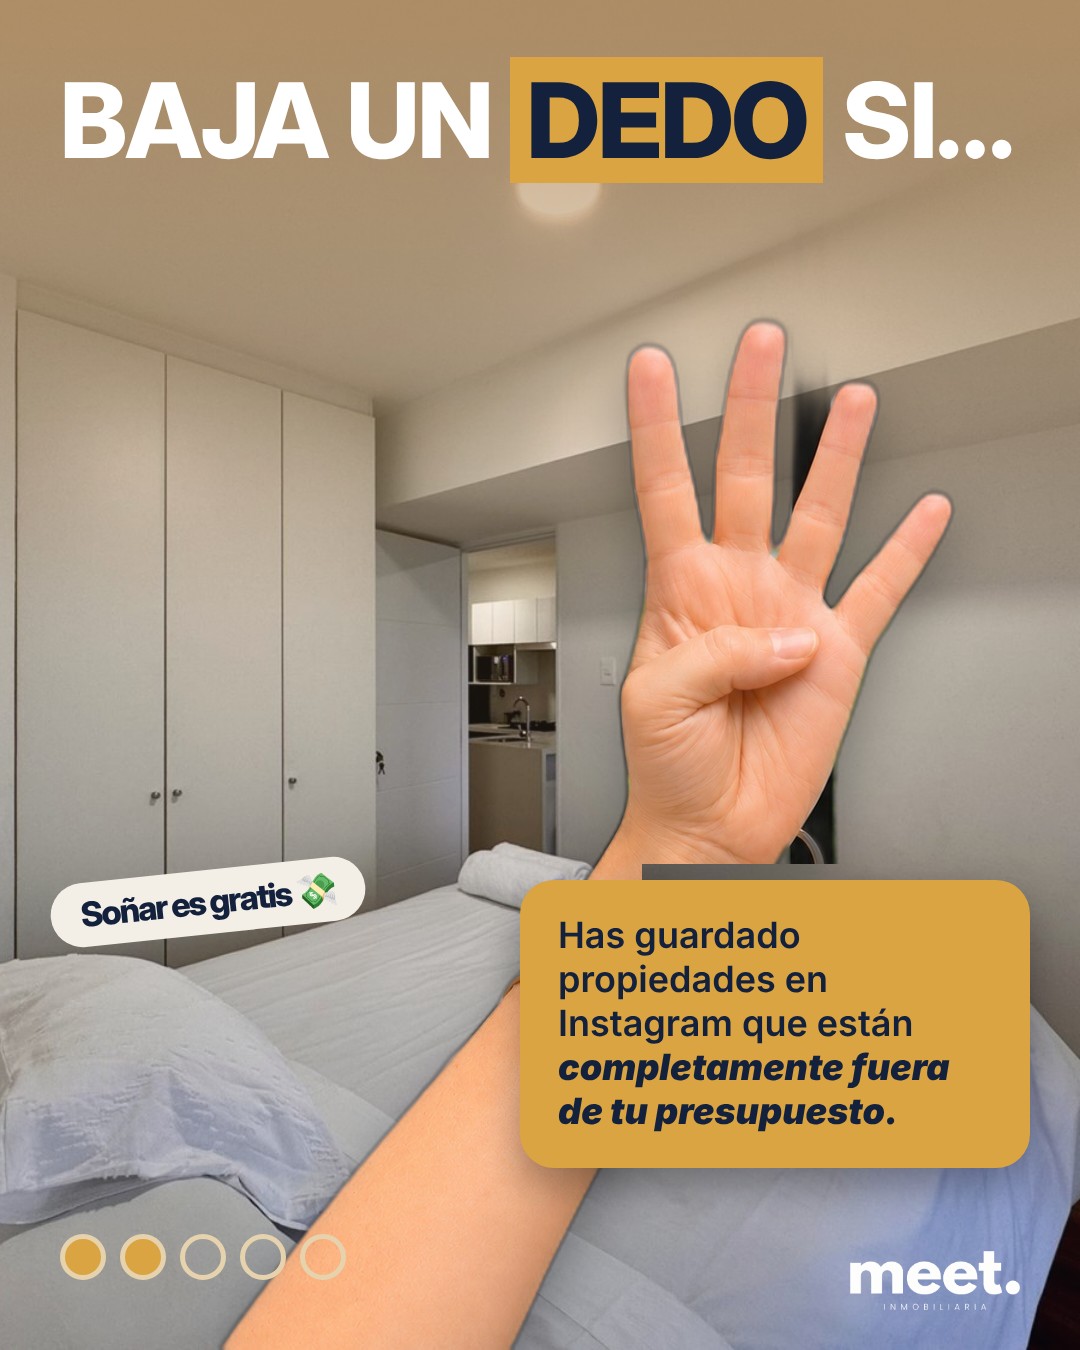 BAJA UN DEDO SI...
Soñar es gratis 💸
Has guardado
propiedades en
Instagram que están
completamente fuera
de tu presupuesto.
meet.
INMOBILIARIA